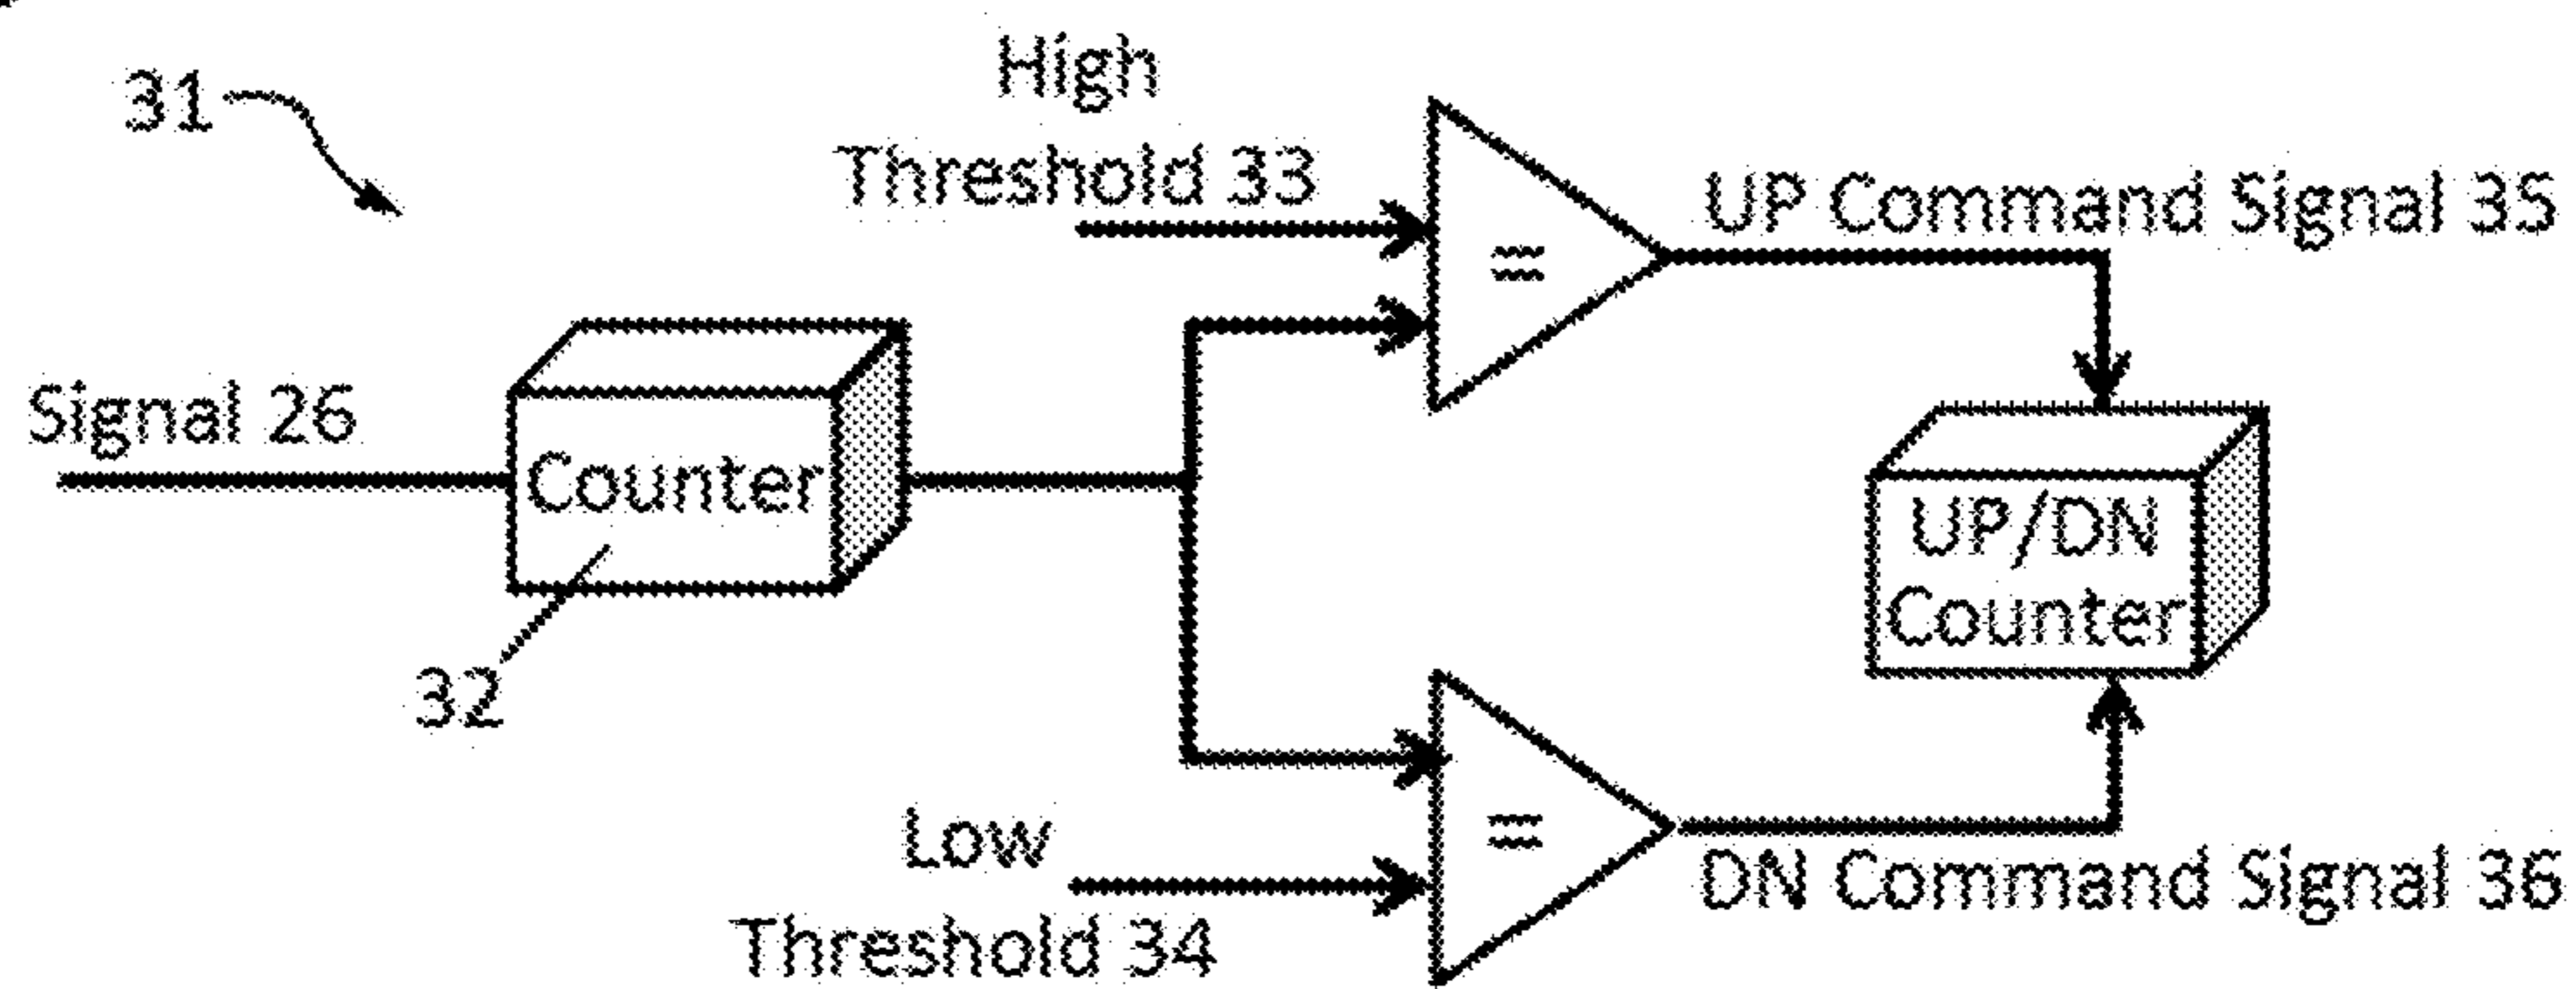 31
High
Threshold 33
=
UP Command Signal 35
Signal 26
Counter
32
UP/DN
Counter
Low
Threshold 34
=
DN Command Signal 36